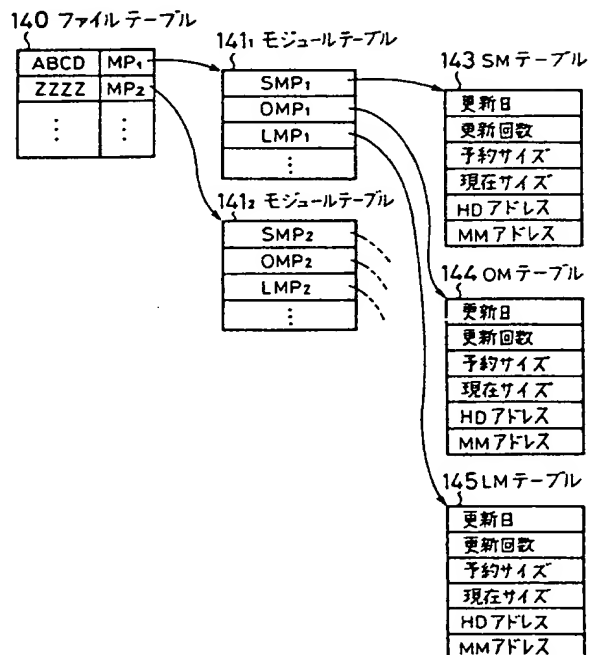 140 ファイルテーブル
ABCD MP₁
ZZZZ MP₂
⋮ ⋮
141₁ モジュールテーブル
SMP₁
OMP₁
LMP₁
⋮
141₂ モジュールテーブル
SMP₂
OMP₂
LMP₂
⋮
143 SMテーブル
更新日
更新回数
予約サイズ
現在サイズ
HDアドレス
MMアドレス
144 OMテーブル
更新日
更新回数
予約サイズ
現在サイズ
HDアドレス
MMアドレス
145 LMテーブル
更新日
更新回数
予約サイズ
現在サイズ
HDアドレス
MMアドレス